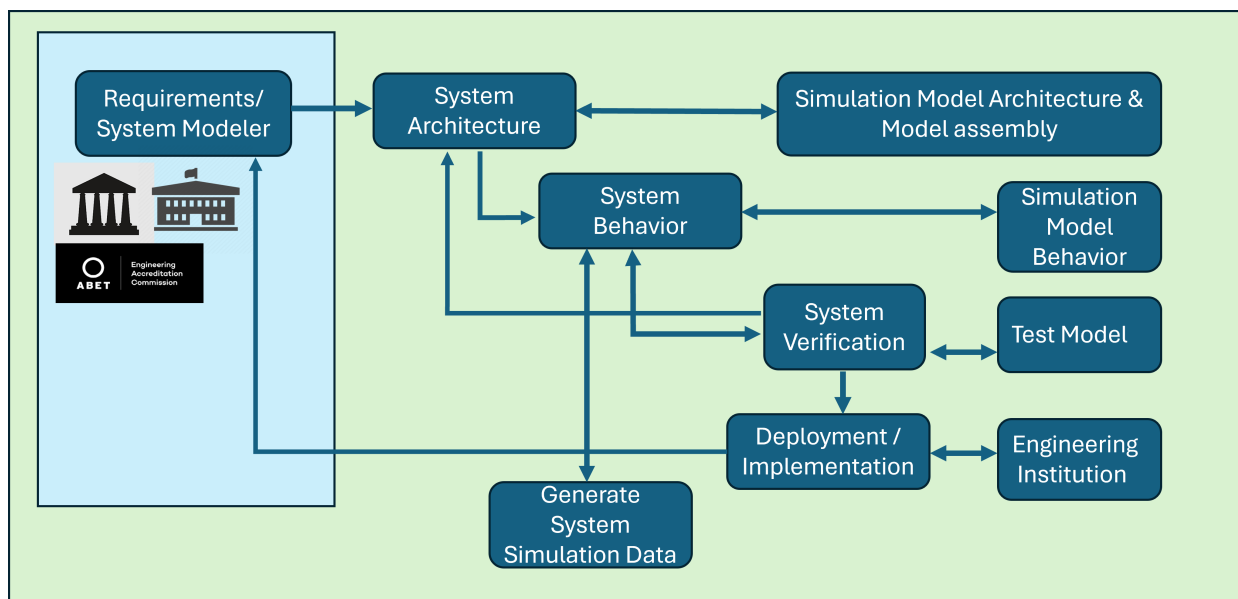 Requirements/
System Modeler
System
Architecture
Simulation Model Architecture &
Model assembly
System
Behavior
Simulation
Model
Behavior
ABET
Engineering
Accreditation
Commission
System
Verification
Test Model
Deployment /
Implementation
Engineering
Institution
Generate
System
Simulation Data